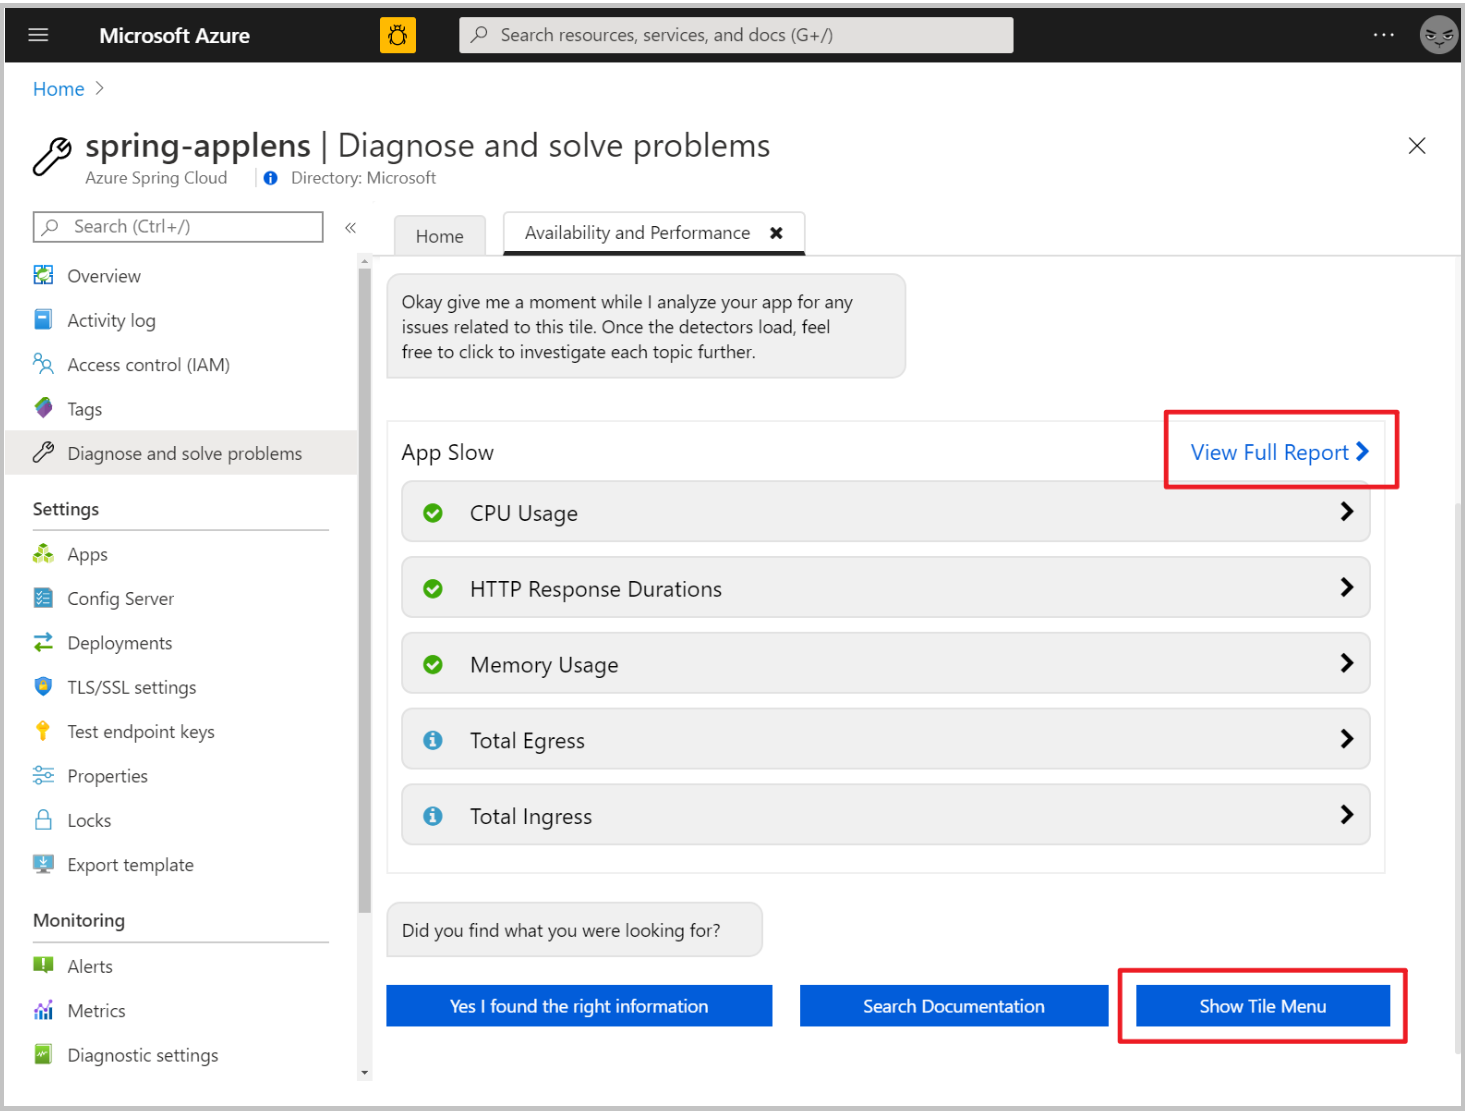 Microsoft Azure
Search resources, services, and docs (G+/)
...
Home >
spring-applens | Diagnose and solve problems
Azure Spring Cloud
Directory: Microsoft
Search (Ctrl+/)
«
Overview
Activity log
Access control (IAM)
Tags
Diagnose and solve problems
Settings
Apps
Config Server
Deployments
TLS/SSL settings
Test endpoint keys
Properties
Locks
Export template
Monitoring
Alerts
Metrics
Diagnostic settings
Home
Availability and Performance
Okay give me a moment while I analyze your app for any
issues related to this tile. Once the detectors load, feel
free to click to investigate each topic further.
App Slow
View Full Report
CPU Usage
HTTP Response Durations
Memory Usage
Total Egress
Total Ingress
Did you find what you were looking for?
Yes I found the right information
Search Documentation
Show Tile Menu